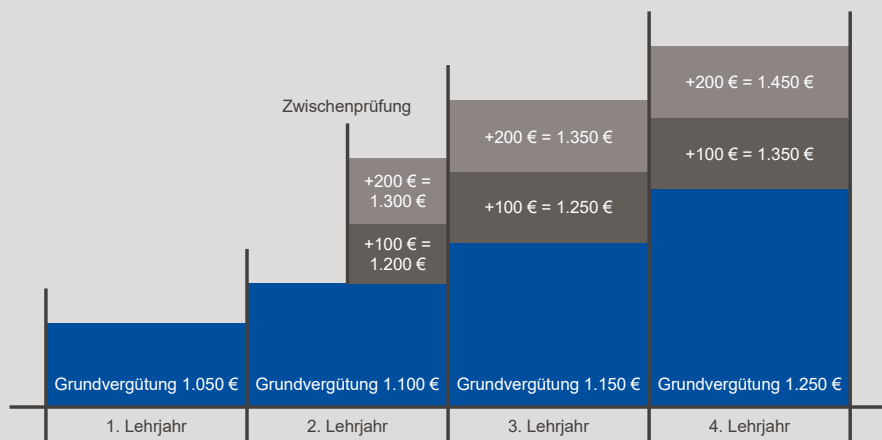 +200 € = 1.450 €
Zwischenprüfung
+200 € = 1.350 €
+100 € = 1.350 €
+200 € =
1.300 €
+100 € = 1.250 €
+100 € =
1.200 €
Grundvergütung 1.050 €
Grundvergütung 1.100 €
Grundvergütung 1.150 €
Grundvergütung 1.250 €
1. Lehrjahr
2. Lehrjahr
3. Lehrjahr
4. Lehrjahr